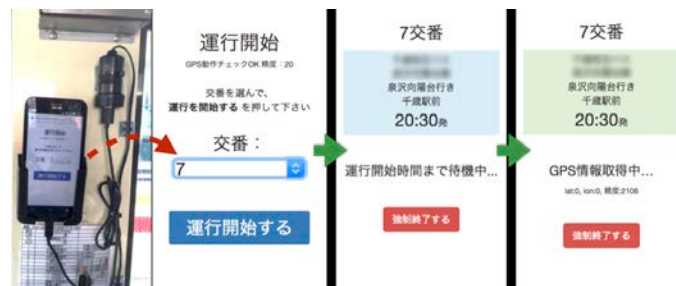 運行開始
GPS動作チェックOK 精度：20
交番を選んで、
運行を開始する を押して下さい
交番：
7
運行開始する
7交番
泉沢向陽台行き
千歳駅前
20:30発
運行開始時間まで待機中...
強制終了する
7交番
泉沢向陽台行き
千歳駅前
20:30発
GPS情報取得中...
lat:0, lon:0, 精度:2108
強制終了する